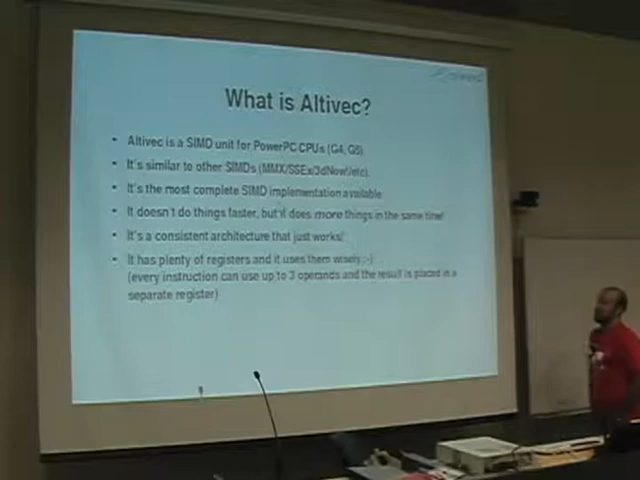 What is Altivec?
• Altivec is a SIMD unit for PowerPC CPUs (G4, G5)
• It's similar to other SIMDs (MMX/SSEx/3dNow!/etc).
• It's the most complete SIMD implementation available
• It doesn't do things faster, but it does more things in the same time!
• It's a consistent architecture that just works!
• It has plenty of registers and it uses them wisely :-)
(every instruction can use up to 3 operands and the result is placed in a
separate register)